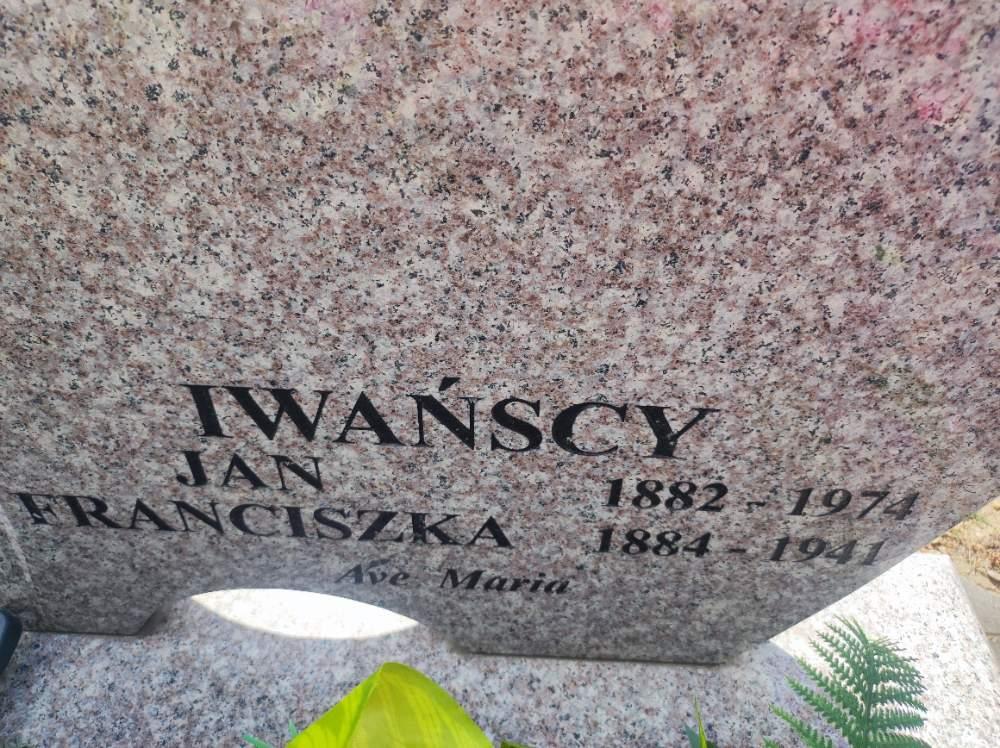 IWAŃSCY
JAN 1882 - 1974
FRANCISZKA 1884 - 1941
Ave Maria